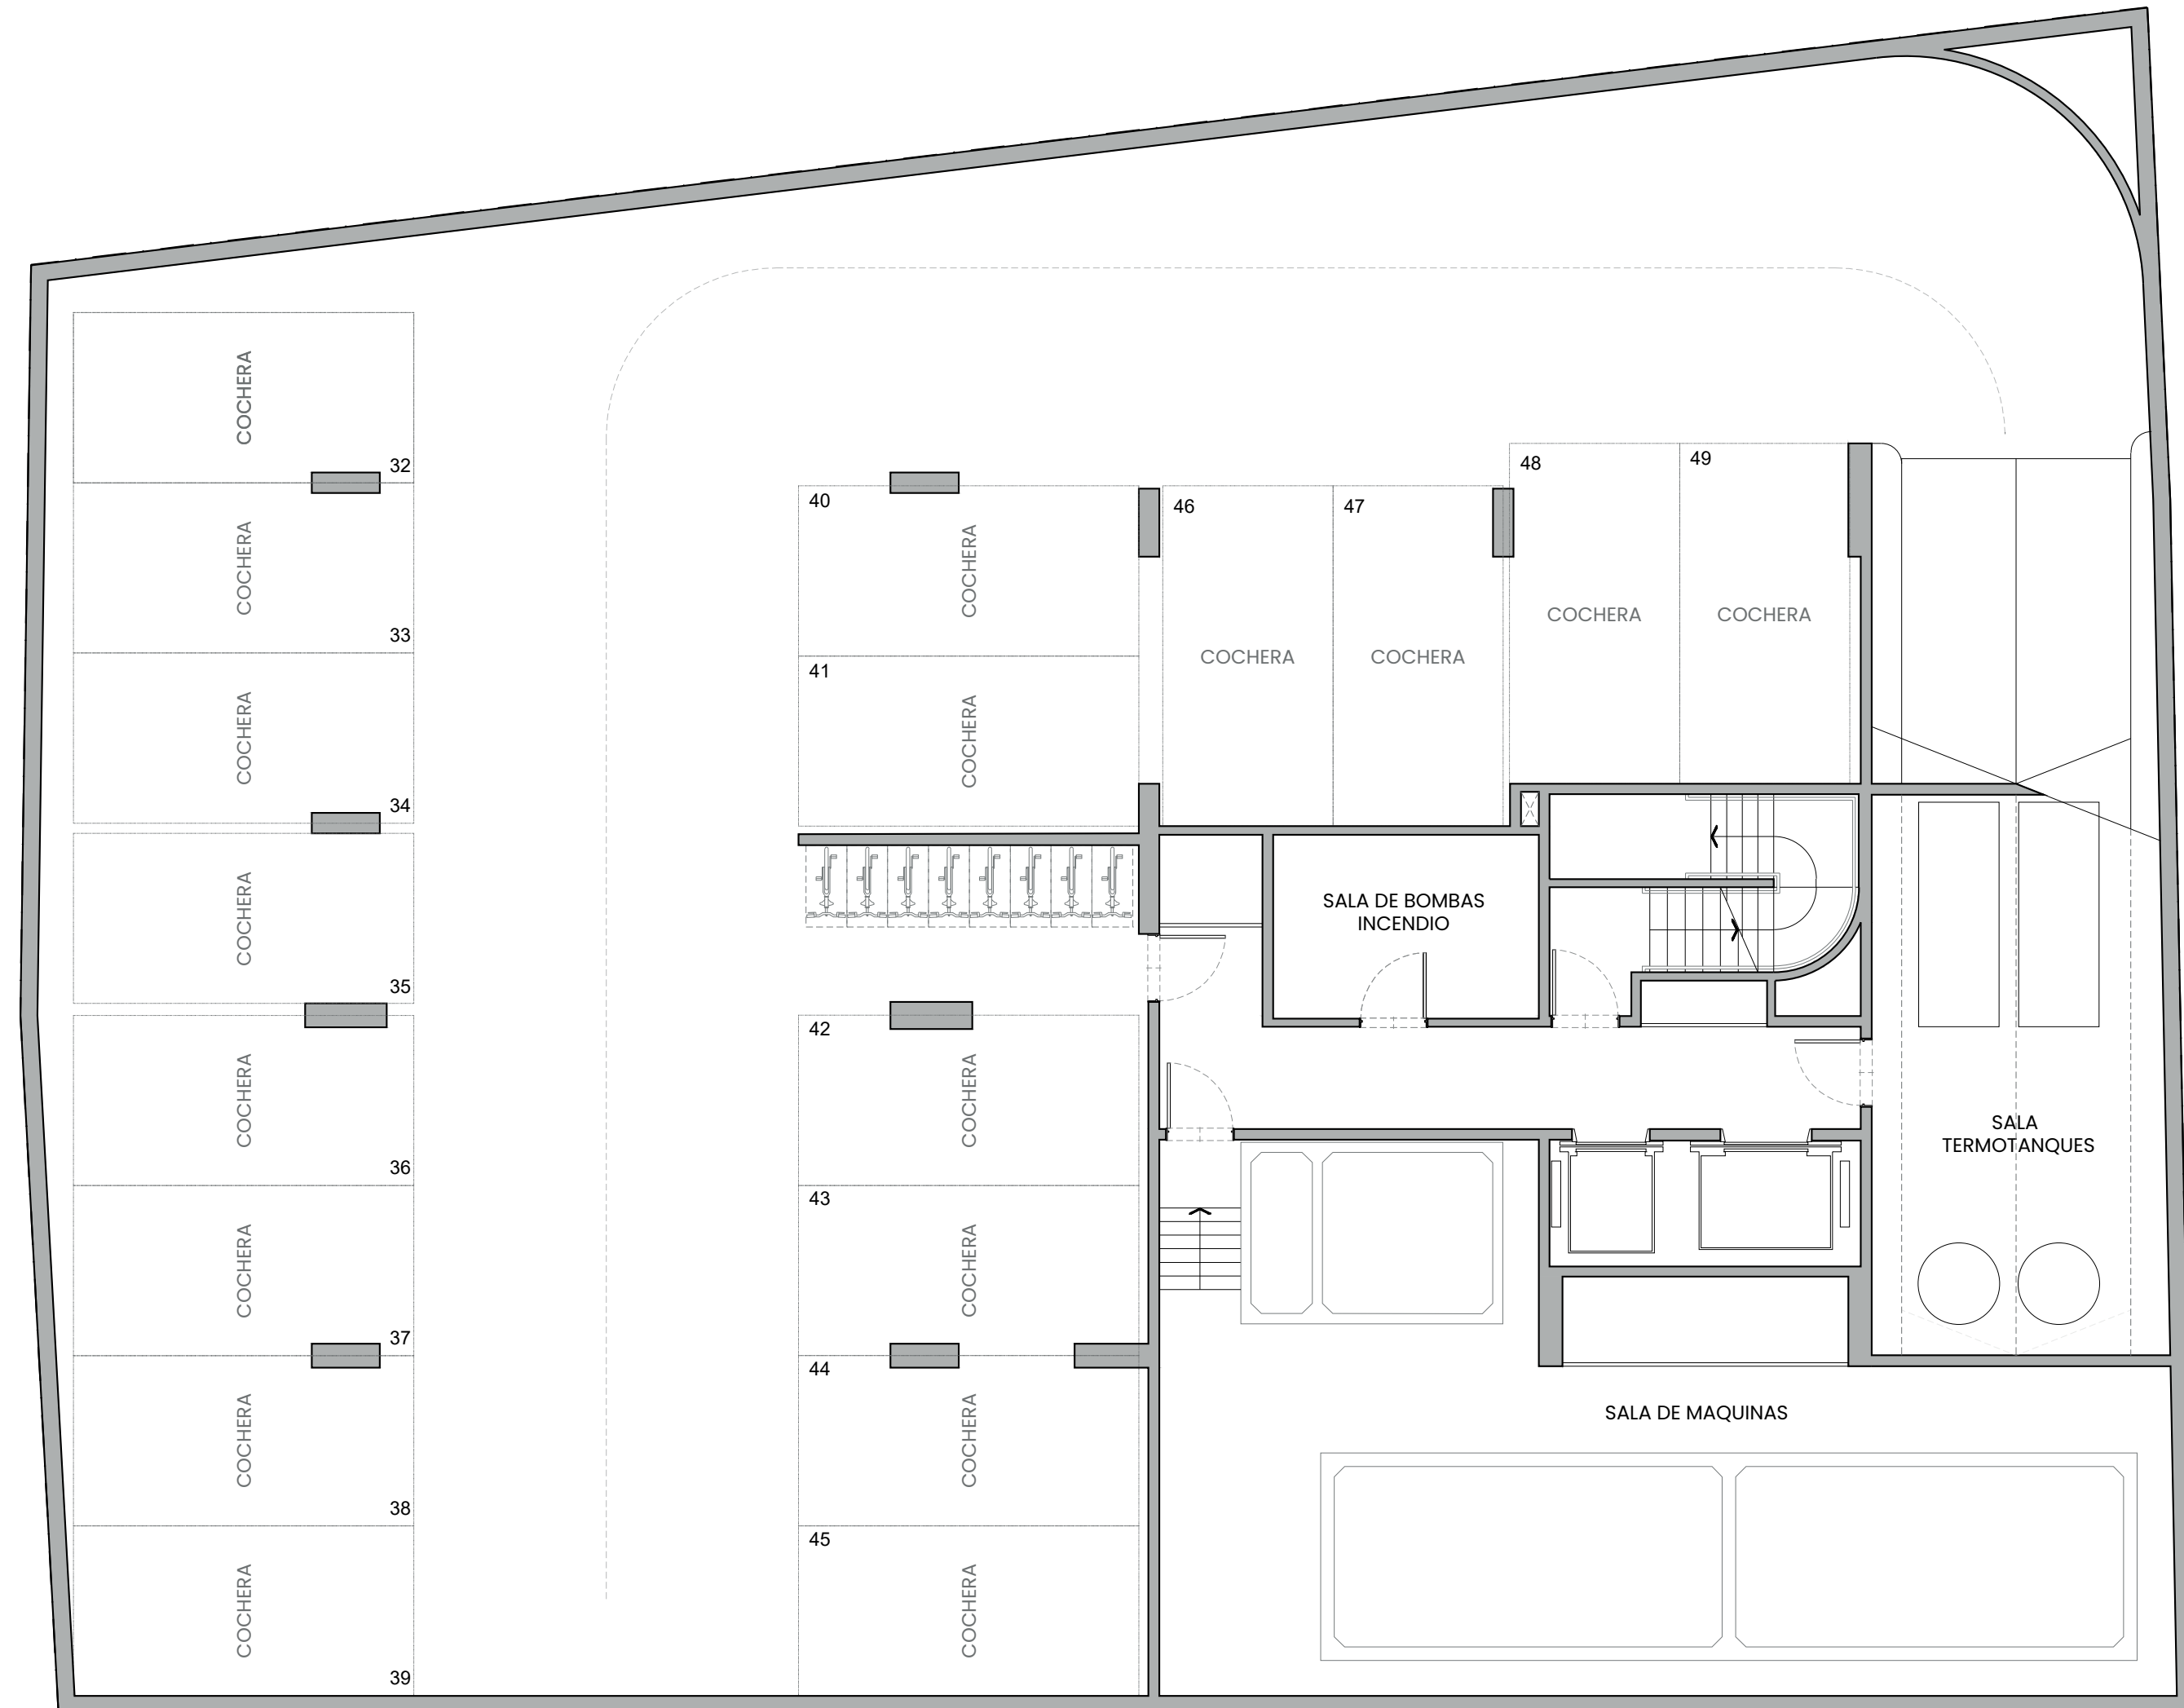 COCHERA
32
COCHERA
33
COCHERA
34
COCHERA
35
COCHERA
36
COCHERA
37
COCHERA
38
COCHERA
39
40
COCHERA
41
COCHERA
42
COCHERA
43
COCHERA
44
COCHERA
45
COCHERA
46
COCHERA
47
COCHERA
48
COCHERA
49
COCHERA
SALA DE BOMBAS
INCENDIO
SALA
TERMOTANQUES
SALA DE MAQUINAS